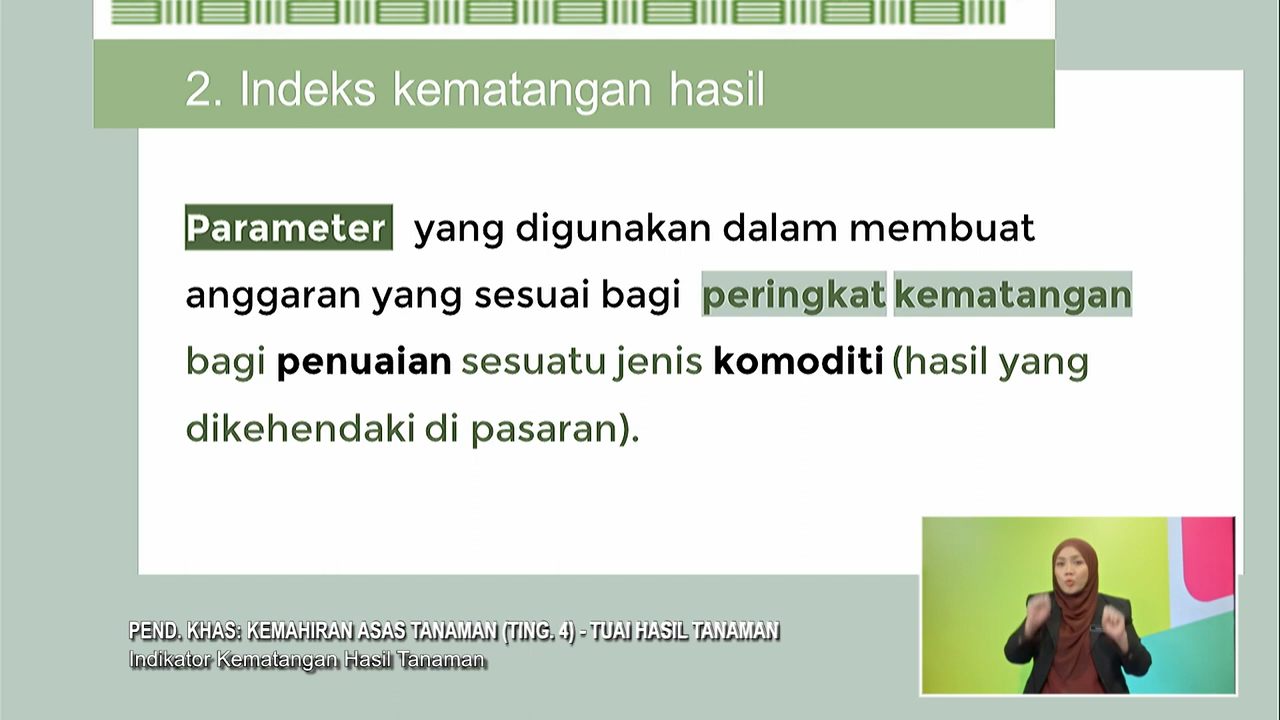 2. Indeks kematangan hasil
Parameter yang digunakan dalam membuat
anggaran yang sesuai bagi peringkat kematangan
bagi penuaian sesuatu jenis komoditi (hasil yang
dikehendaki di pasaran).
PEND. KHAS: KEMAHIRAN ASAS TANAMAN (TING. 4) - TUAI HASIL TANAMAN
Indikator Kematangan Hasil Tanaman